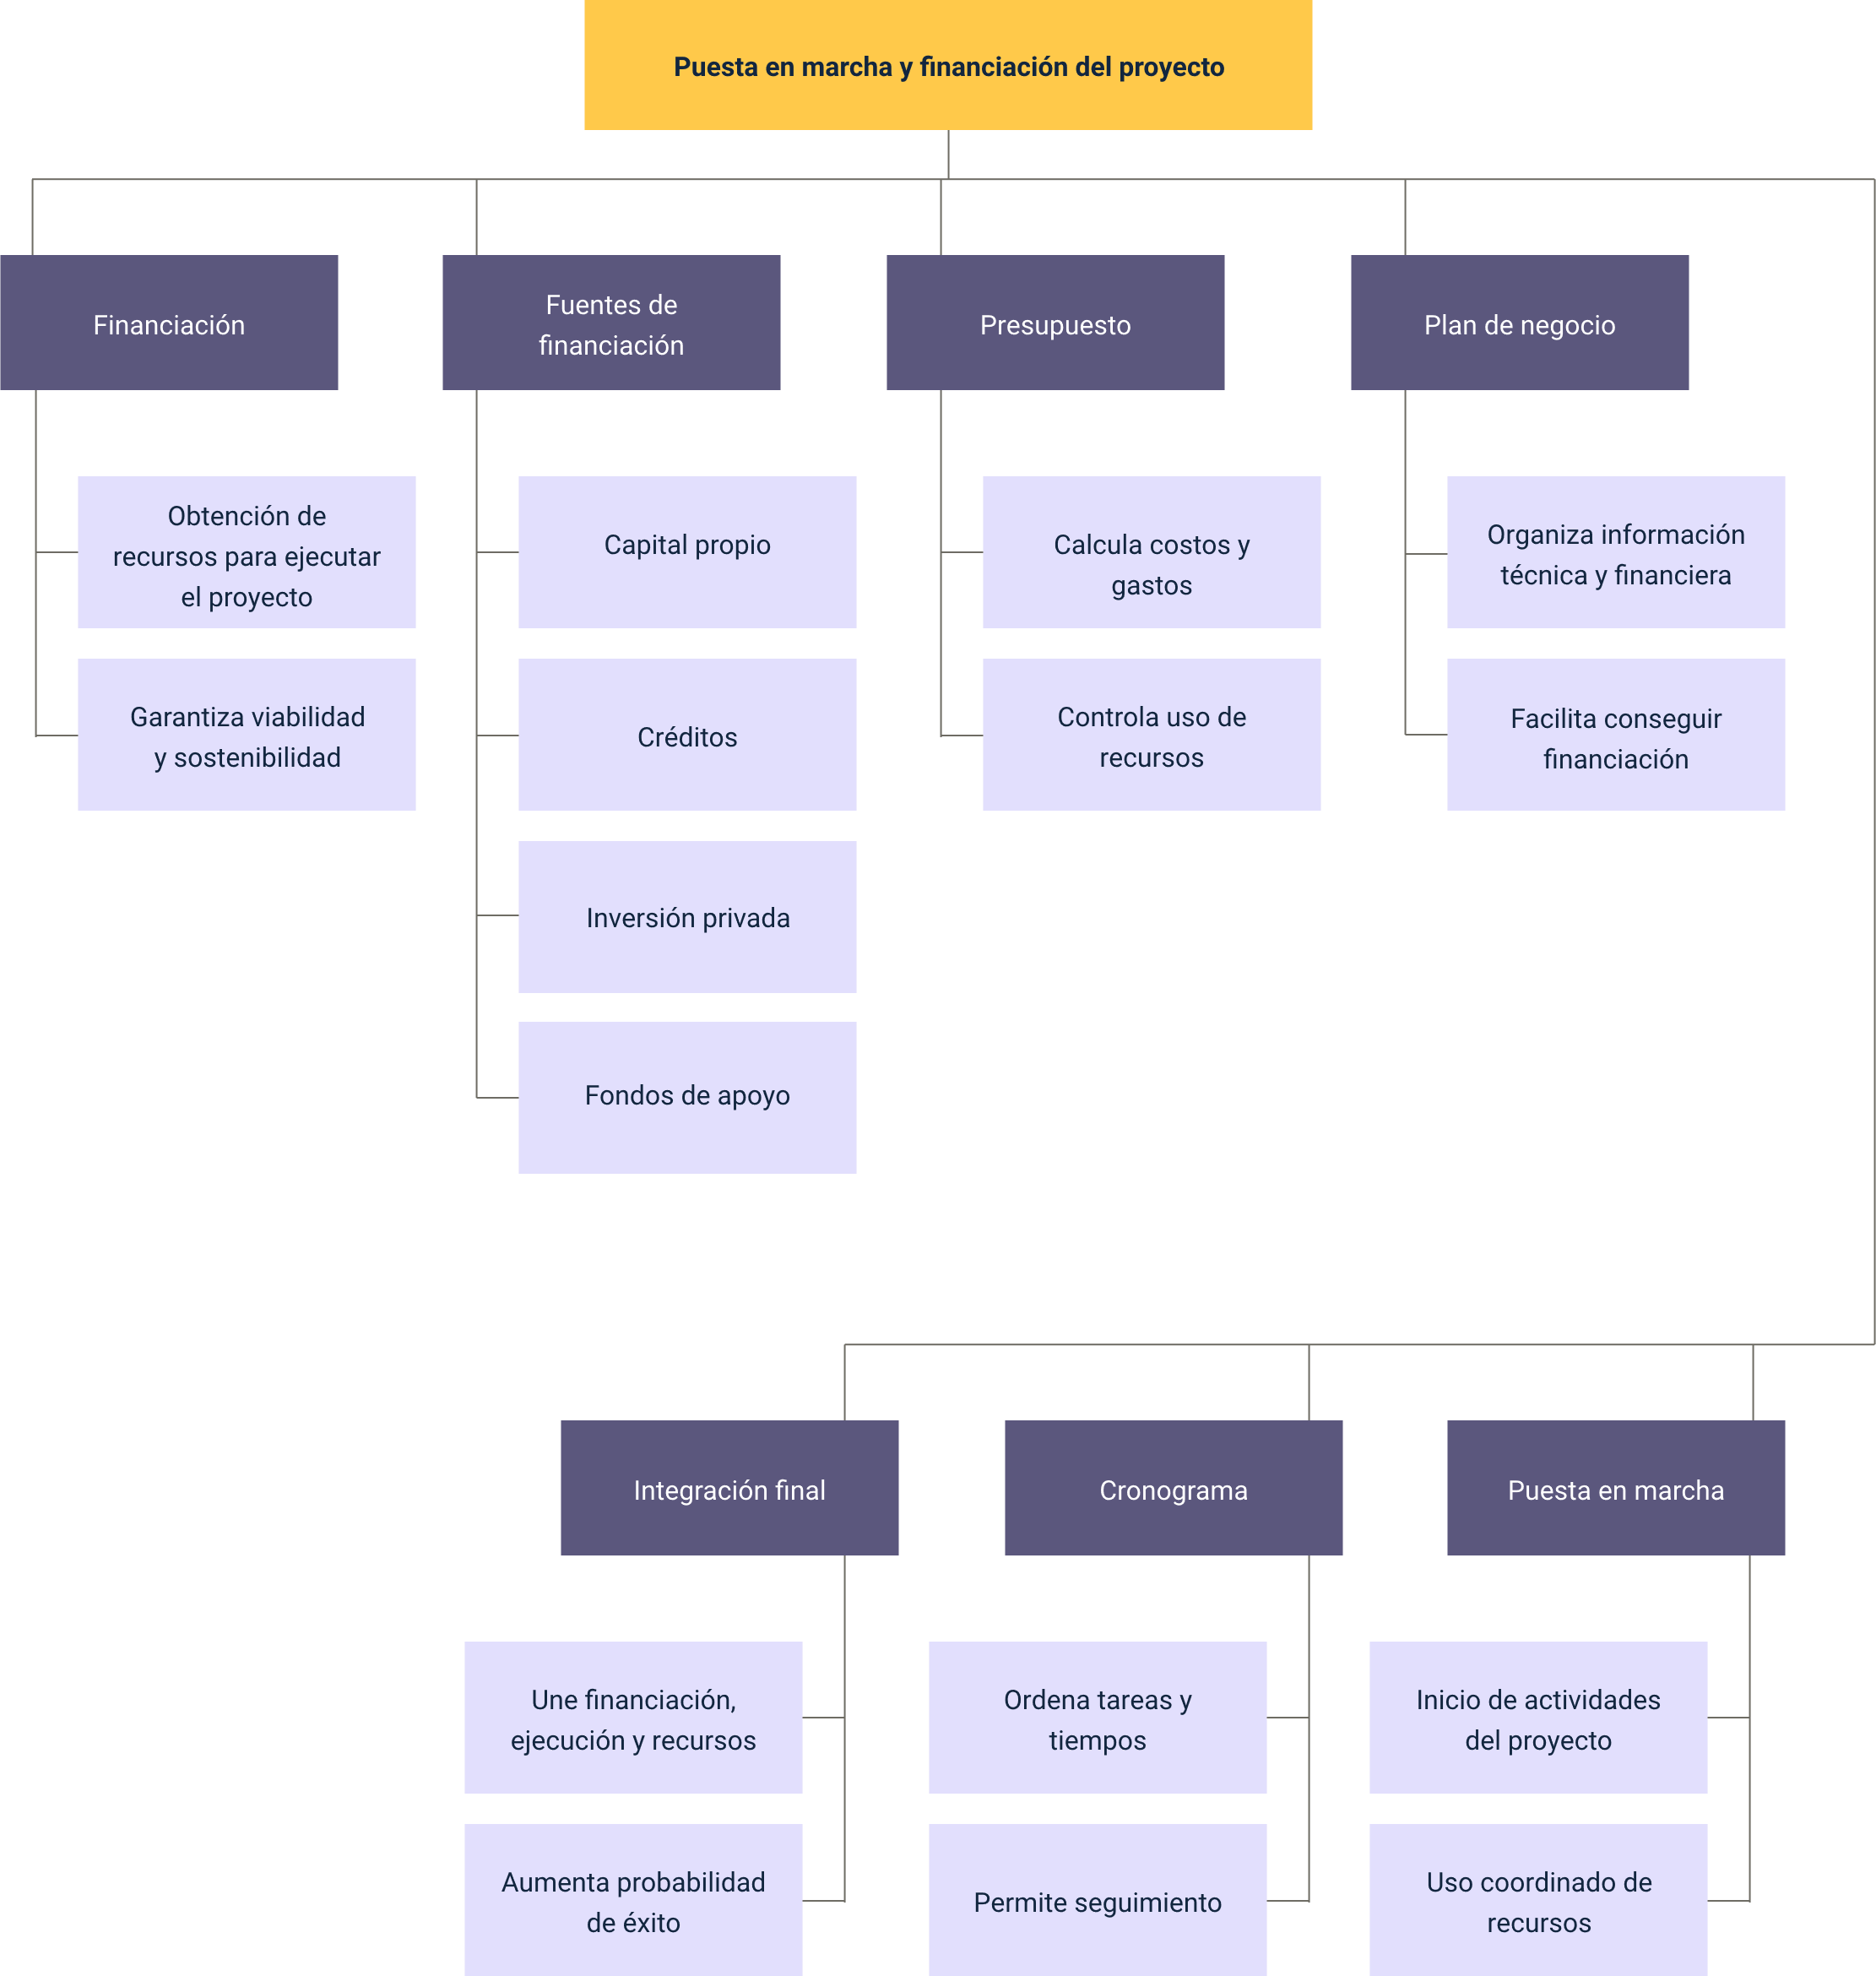 Puesta en marcha y financiación del proyecto
Financiación
Fuentes de
financiación
Presupuesto
Plan de negocio
Obtención de
recursos para ejecutar
el proyecto
Capital propio
Calcula costos y
gastos
Organiza información
técnica y financiera
Garantiza viabilidad
y sostenibilidad
Créditos
Controla uso de
recursos
Facilita conseguir
financiación
Inversión privada
Fondos de apoyo
Integración final
Cronograma
Puesta en marcha
Une financiación,
ejecución y recursos
Ordena tareas y
tiempos
Inicio de actividades
del proyecto
Aumenta probabilidad
de éxito
Permite seguimiento
Uso coordinado de
recursos